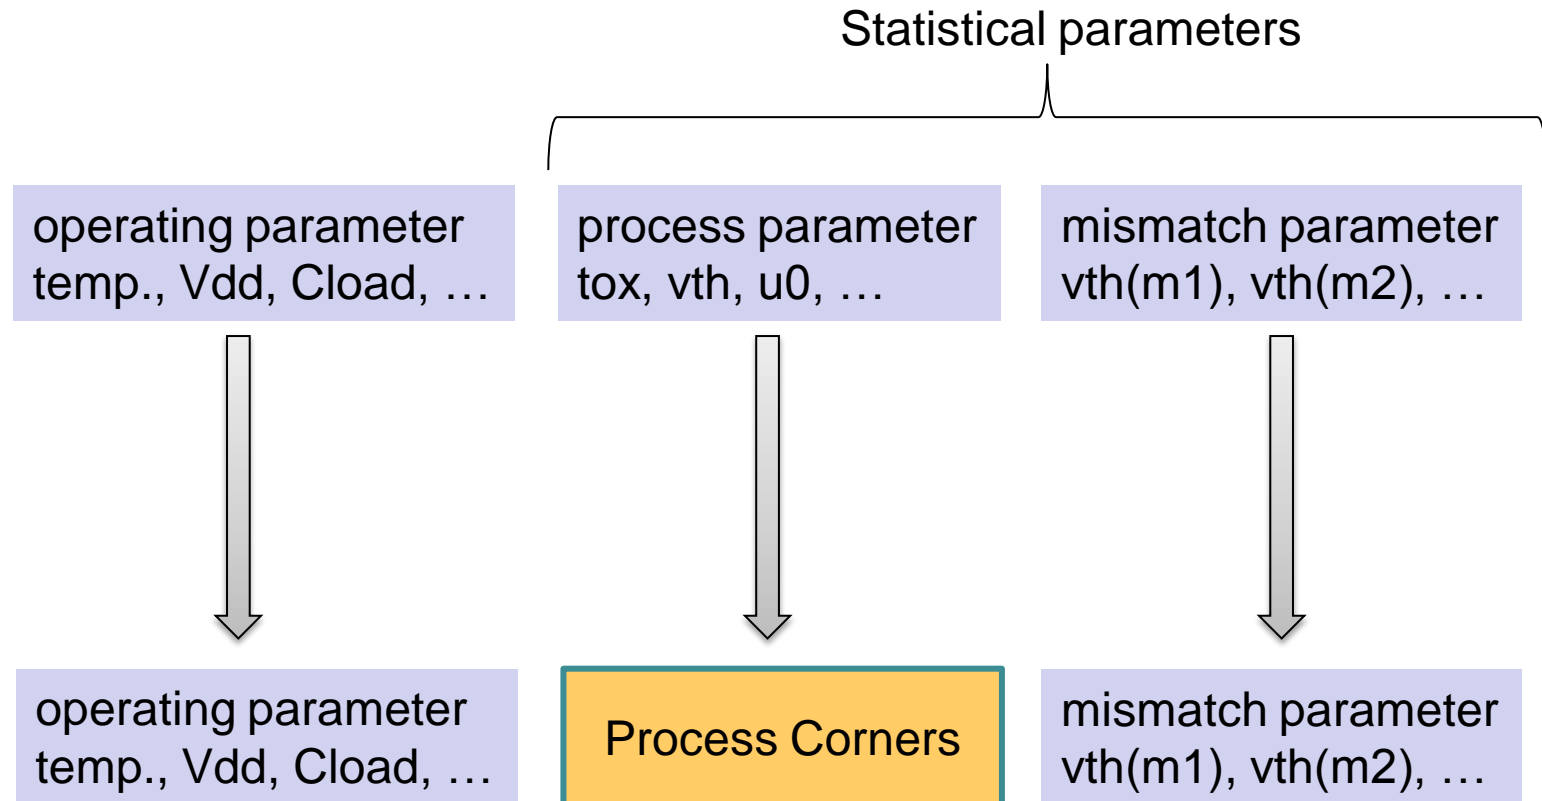 Statistical parameters
operating parameter
temp., Vdd, Cload, …
process parameter
tox, vth, u0, …
mismatch parameter
vth(m1), vth(m2), …
operating parameter
temp., Vdd, Cload, …
Process Corners
mismatch parameter
vth(m1), vth(m2), …